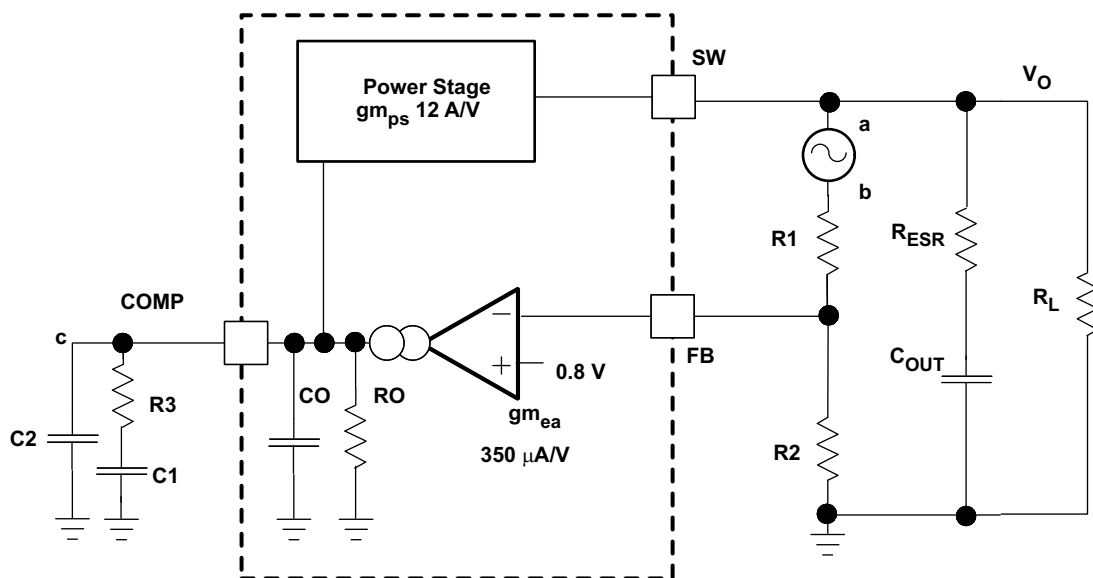 Power Stage
gm_ps 12 A/V
SW
V_O
a
b
R1
R_ESR
R_L
COMP
c
R3
C2
C1
CO
RO
−
+
0.8 V
gm_ea
350 μA/V
FB
C_OUT
R2